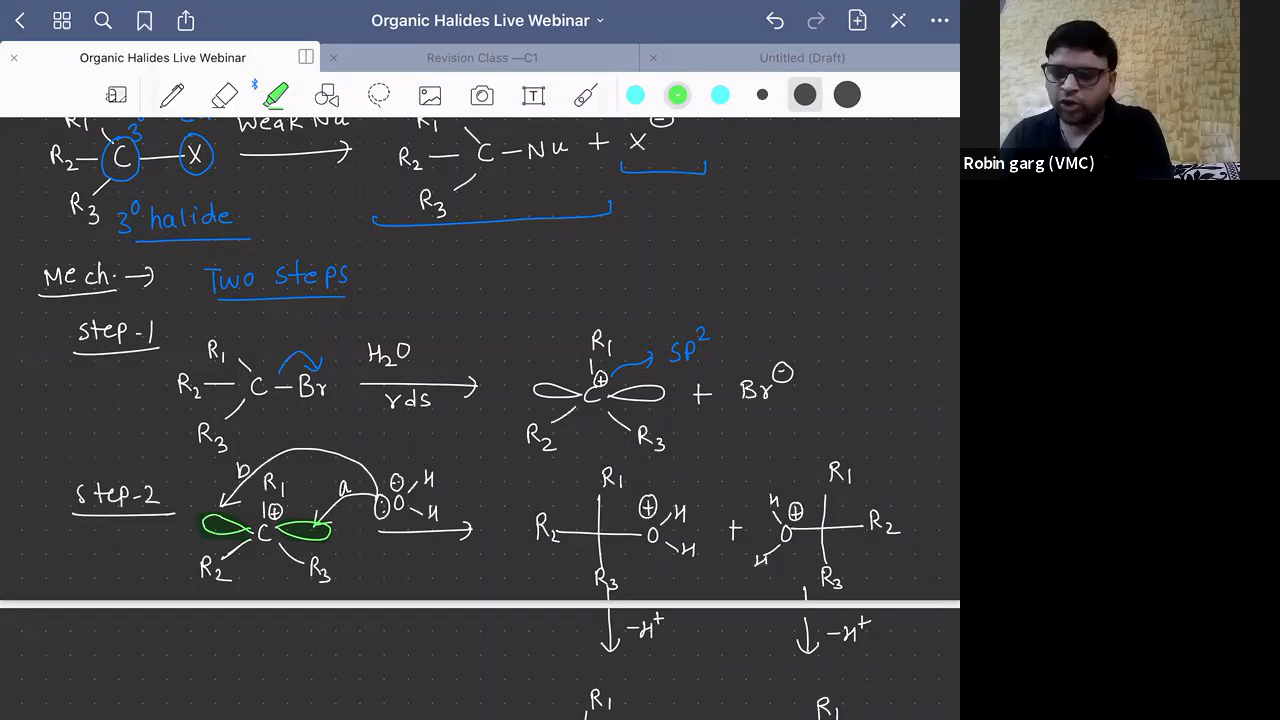 Organic Halides Live Webinar
Organic Halides Live Webinar
Revision Class —C1
Untitled (Draft)
Robin garg (VMC)
R1 3° weak Nu R1
R2 — C — X → R2 — C — Nu + X ⊖
R3 R3
3° halide
Mech. → Two steps
Step-1
R1 H2O R1 SP2
R2 — C — Br → R2 C ⊕ R3 + Br ⊖
R3 rds
Step-2
R1 b a O H H R1 R1
R2 C ⊕ R3 → R2 O ⊕ H H + H O ⊕ H R2
R3 R3
-H+ -H+
R1 R1